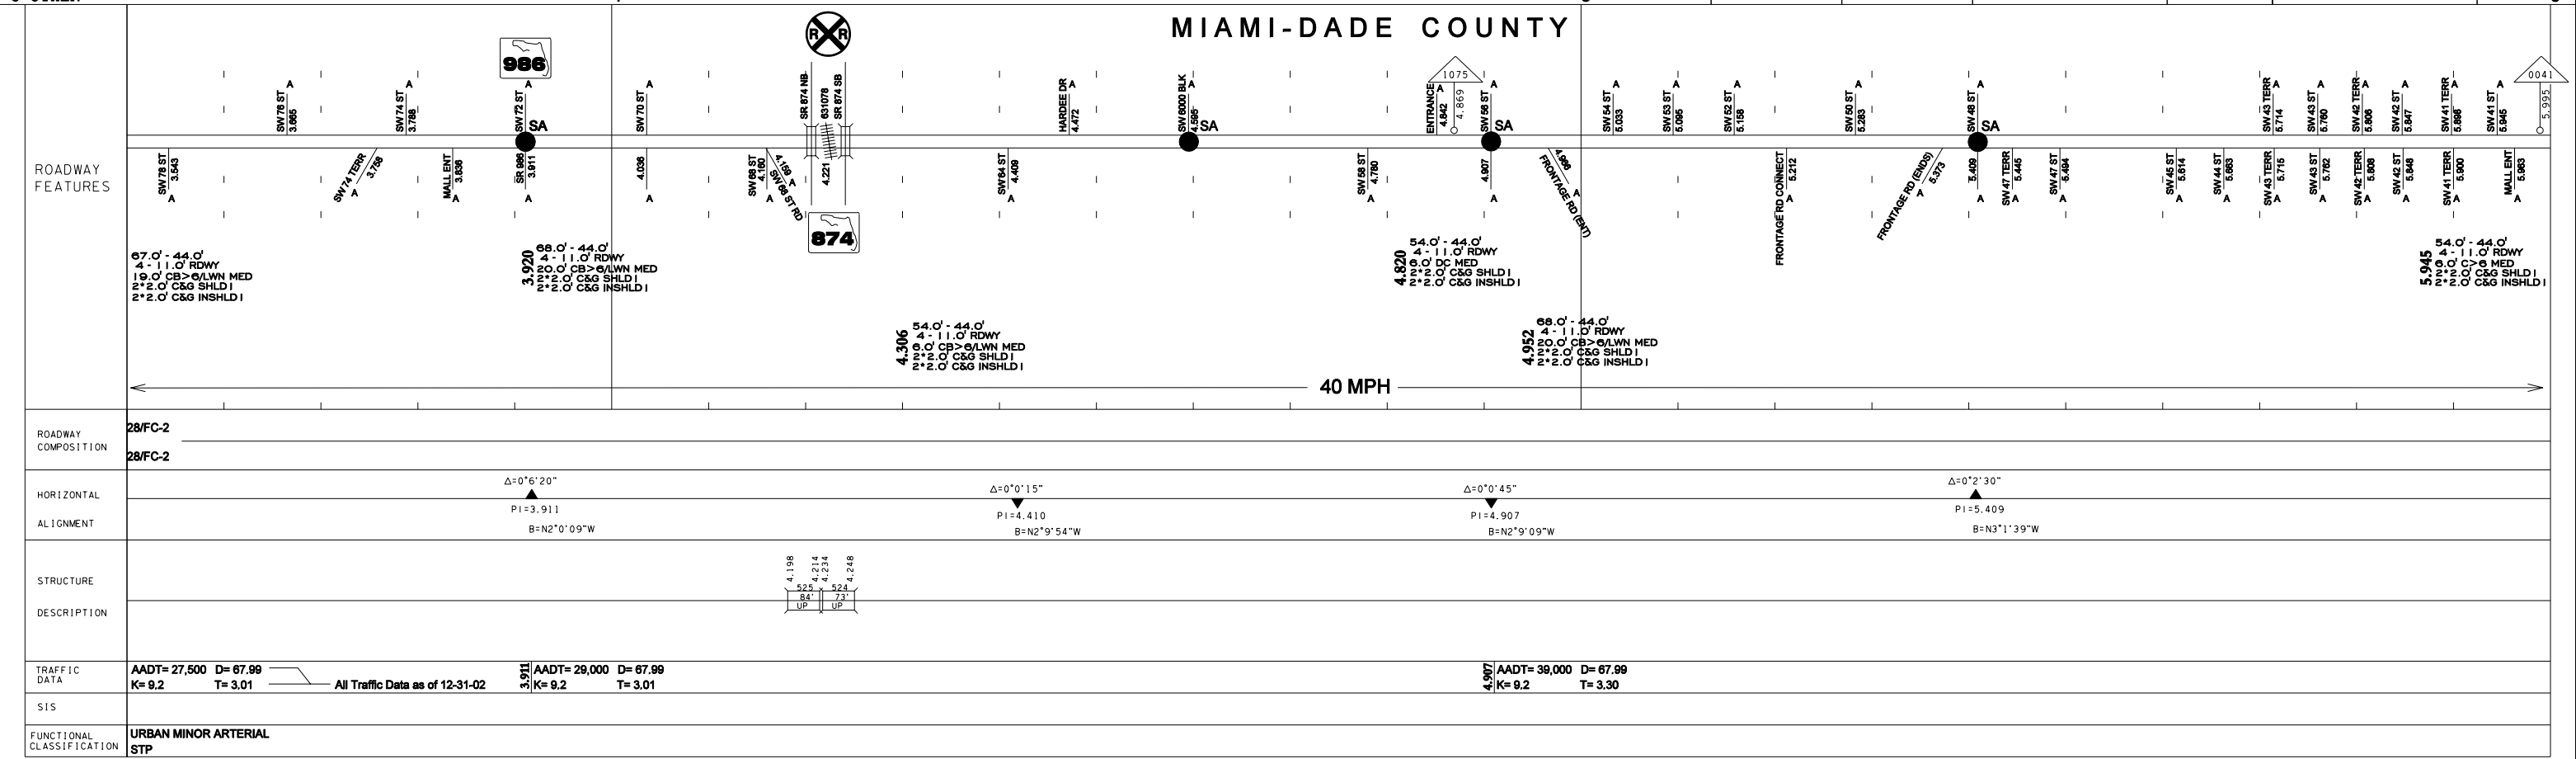 MIAMI-DADE COUNTY
986
R R
1075
0041
SW 76 ST
3.665
A
SW 74 ST
3.788
A
SW 72 ST
A
SA
SW 70 ST
A
SR 874 NB
631078
SR 874 SB
HARDEE DR
4.472
A
SW 6000 BLK
4.595
A
SA
ENTRANCE
4.842
A
4.869
SW 56 ST
A
SA
SW 54 ST
5.033
A
SW 53 ST
5.095
A
SW 52 ST
5.158
A
SW 50 ST
5.283
A
SW 48 ST
A
SA
SW 43 TERR
5.714
A
SW 43 ST
5.760
A
SW 42 TERR
5.806
A
SW 42 ST
5.847
A
SW 41 TERR
5.898
A
SW 41 ST
5.945
A
5.995
ROADWAY
FEATURES
SW 78 ST
3.543
A
SW 74 TERR
3.758
A
MALL ENT
3.836
A
SR 986
3.911
A
4.036
A
SW 68 ST
4.160
A
4.159
A
SW 68 ST RD
4.221
874
SW 64 ST
4.409
A
SW 58 ST
4.780
A
4.907
A
4.966
A
FRONTAGE RD (ENT)
FRONTAGE RD CONNECT
5.212
A
FRONTAGE RD (ENDS)
5.373
A
5.409
A
SW 47 TERR
5.445
A
SW 47 ST
5.494
A
SW 45 ST
5.614
A
SW 44 ST
5.663
A
SW 43 TERR
5.715
A
SW 43 ST
5.762
A
SW 42 TERR
5.808
A
SW 42 ST
5.848
A
SW 41 TERR
5.900
A
MALL ENT
5.963
A
67.0' - 44.0'
4 - 11.0' RDWY
19.0' CB>6/LWN MED
2*2.0' C&G SHLD1
2*2.0' C&G INSHLD1
3.920
68.0' - 44.0'
4 - 11.0' RDWY
20.0' CB>6/LWN MED
2*2.0' C&G SHLD1
2*2.0' C&G INSHLD1
4.306
54.0' - 44.0'
4 - 11.0' RDWY
6.0' CB>6/LWN MED
2*2.0' C&G SHLD1
2*2.0' C&G INSHLD1
4.820
54.0' - 44.0'
4 - 11.0' RDWY
6.0' DC MED
2*2.0' C&G SHLD1
2*2.0' C&G INSHLD1
4.952
68.0' - 44.0'
4 - 11.0' RDWY
20.0' CB>6/LWN MED
2*2.0' C&G SHLD1
2*2.0' C&G INSHLD1
5.945
54.0' - 44.0'
4 - 11.0' RDWY
6.0' C>6 MED
2*2.0' C&G SHLD1
2*2.0' C&G INSHLD1
40 MPH
ROADWAY
COMPOSITION
28/FC-2
28/FC-2
HORIZONTAL
ALIGNMENT
Δ=0°6'20"
PI=3.911
B=N2°0'09"W
Δ=0°0'15"
PI=4.410
B=N2°9'54"W
Δ=0°0'45"
PI=4.907
B=N2°9'09"W
Δ=0°2'30"
PI=5.409
B=N3°1'39"W
STRUCTURE
DESCRIPTION
4.198
4.214
4.234
4.248
525 524
84' 73'
UP UP
TRAFFIC
DATA
AADT= 27,500 D= 67.99
K= 9.2 T= 3.01
All Traffic Data as of 12-31-02
3.911
AADT= 29,000 D= 67.99
K= 9.2 T= 3.01
4.907
AADT= 39,000 D= 67.99
K= 9.2 T= 3.30
SIS
FUNCTIONAL
CLASSIFICATION
URBAN MINOR ARTERIAL
STP